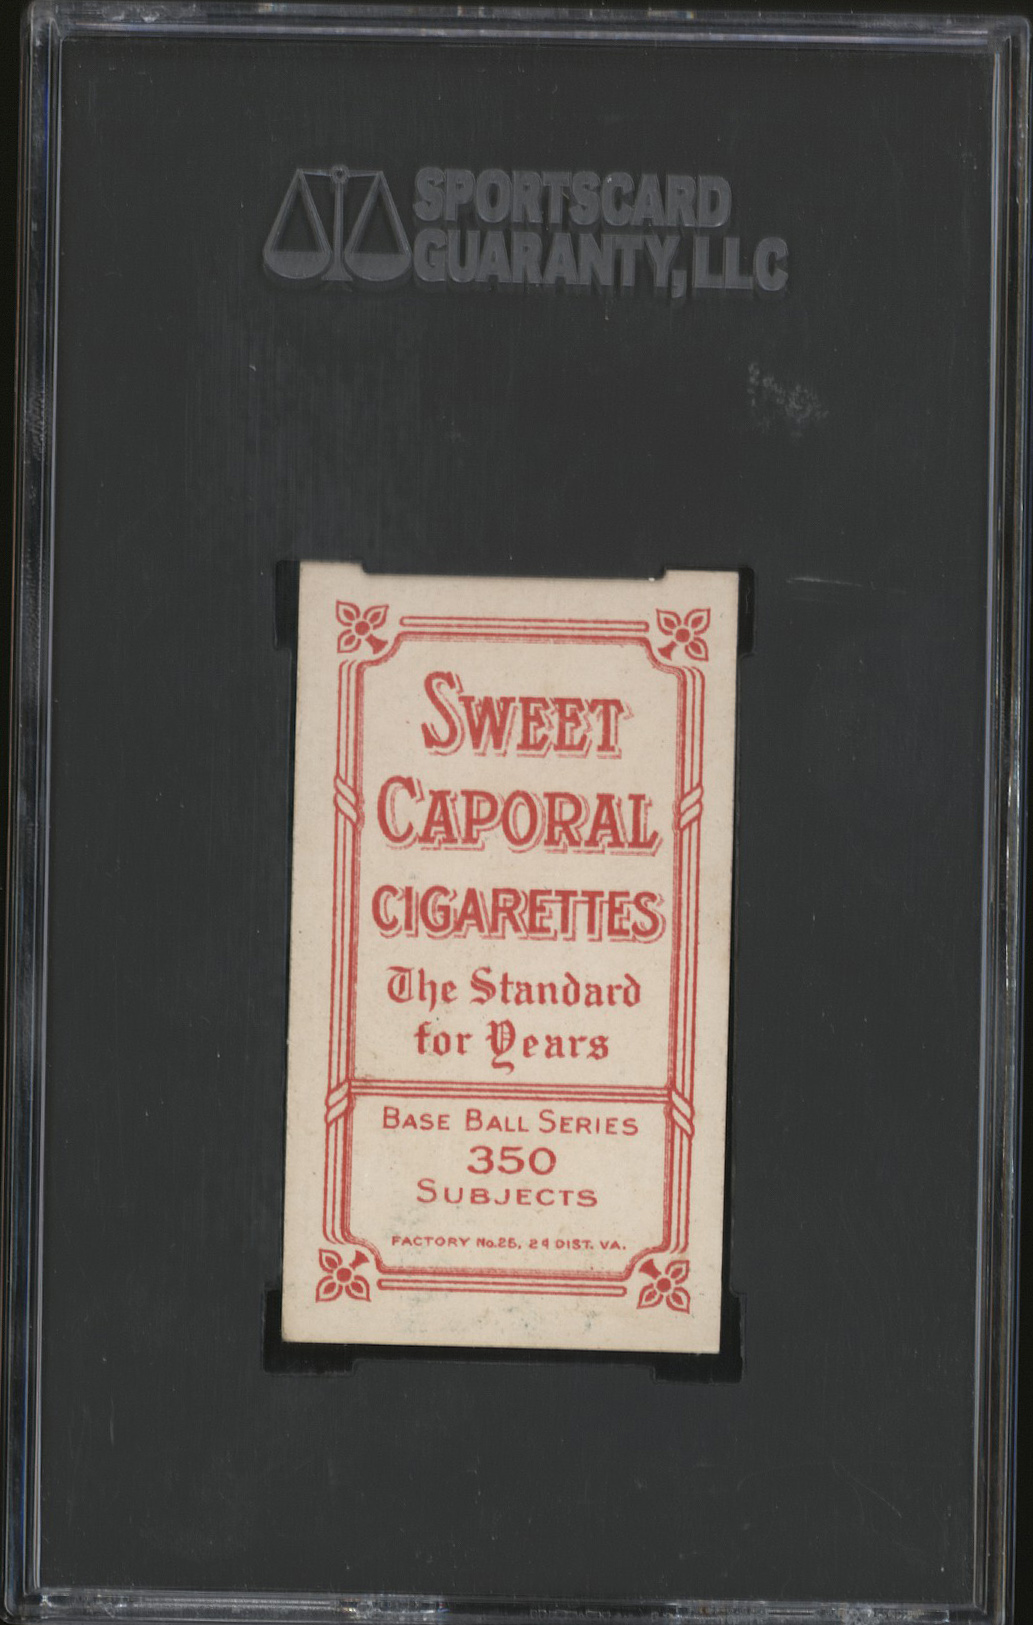 SPORTSCARD
GUARANTY, LLC
SWEET
CAPORAL
CIGARETTES
The Standard
for Years
BASE BALL SERIES
350
SUBJECTS
FACTORY No.25, 2d DIST. VA.